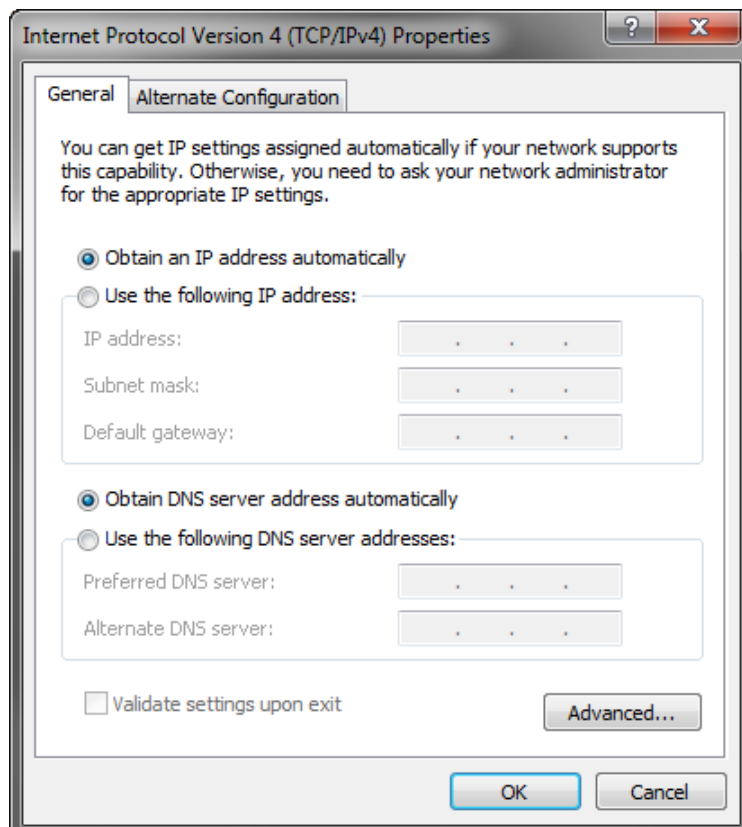 Internet Protocol Version 4 (TCP/IPv4) Properties
? X
General Alternate Configuration
You can get IP settings assigned automatically if your network supports
this capability. Otherwise, you need to ask your network administrator
for the appropriate IP settings.
Obtain an IP address automatically
Use the following IP address:
IP address: . . .
Subnet mask: . . .
Default gateway: . . .
Obtain DNS server address automatically
Use the following DNS server addresses:
Preferred DNS server: . . .
Alternate DNS server: . . .
Validate settings upon exit
Advanced...
OK Cancel